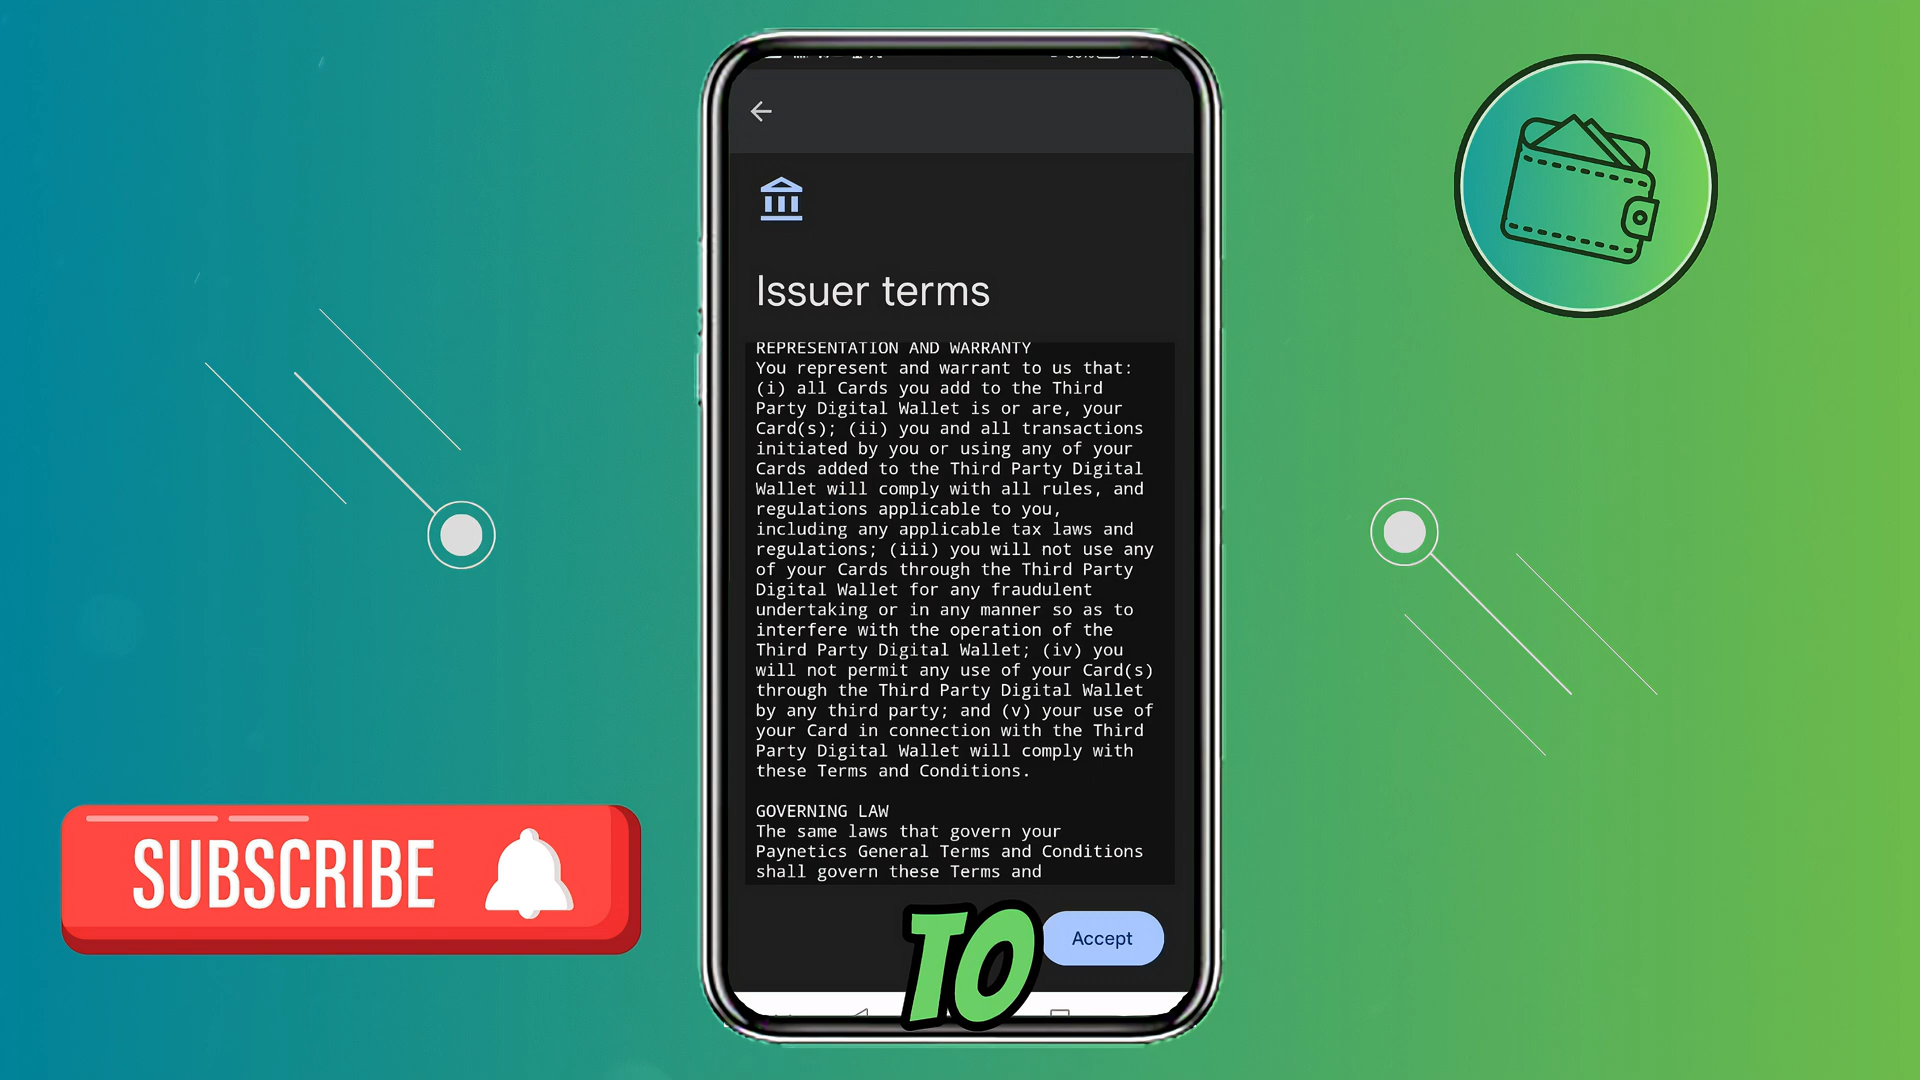 Issuer terms
REPRESENTATION AND WARRANTY
You represent and warrant to us that:
(i) all Cards you add to the Third
Party Digital Wallet is or are, your
Card(s); (ii) you and all transactions
initiated by you or using any of your
Cards added to the Third Party Digital
Wallet will comply with all rules, and
regulations applicable to you,
including any applicable tax laws and
regulations; (iii) you will not use any
of your Cards through the Third Party
Digital Wallet for any fraudulent
undertaking or in any manner so as to
interfere with the operation of the
Third Party Digital Wallet; (iv) you
will not permit any use of your Card(s)
through the Third Party Digital Wallet
by any third party; and (v) your use of
your Card in connection with the Third
Party Digital Wallet will comply with
these Terms and Conditions.
GOVERNING LAW
The same laws that govern your
Paynetics General Terms and Conditions
shall govern these Terms and
SUBSCRIBE
TO
Accept